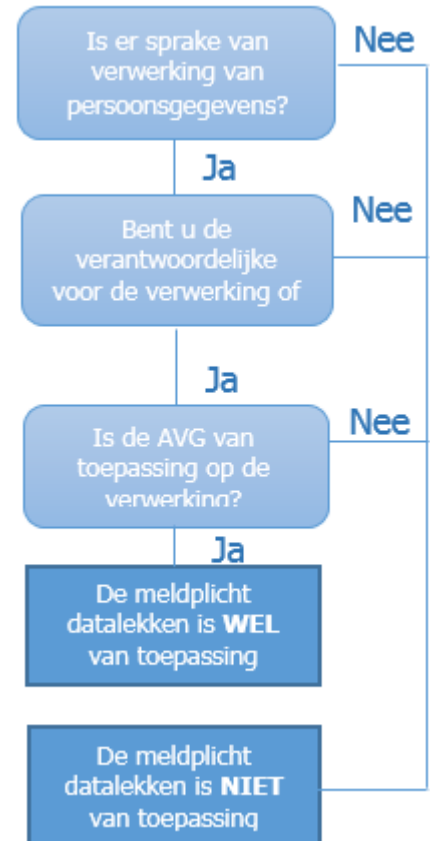 Is er sprake van
verwerking van
persoonsgegevens?
Nee
Ja
Bent u de
verantwoordelijke
voor de verwerking of
Nee
Ja
Is de AVG van
toepassing op de
verwerking?
Nee
Ja
De meldplicht
datalekken is WEL
van toepassing
De meldplicht
datalekken is NIET
van toepassing